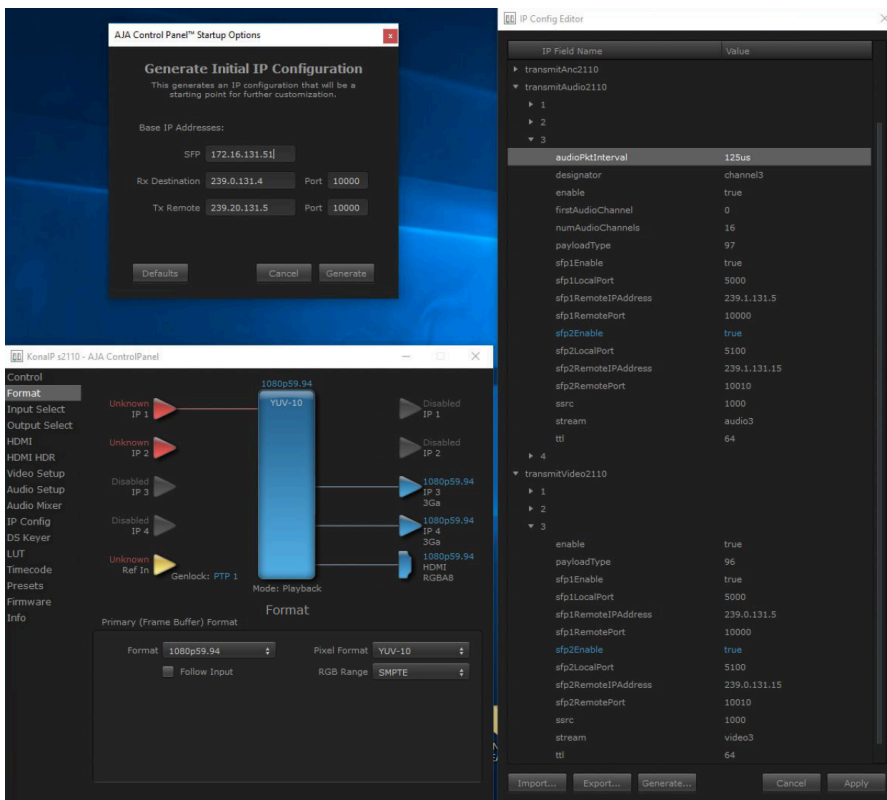 AJA Control Panel™ Startup Options
x
Generate Initial IP Configuration
This generates an IP configuration that will be a
starting point for further customization.
Base IP Addresses:
SFP 172.16.131.51
Rx Destination 239.0.131.4 Port 10000
Tx Remote 239.20.131.5 Port 10000
Defaults Cancel Generate
KonaIP s2110 - AJA ControlPanel
Control
Format
Input Select
Output Select
HDMI
HDMI HDR
Video Setup
Audio Setup
Audio Mixer
IP Config
DS Keyer
LUT
Timecode
Presets
Firmware
Info
1080p59.94
YUV-10
Unknown
IP 1
Unknown
IP 2
Disabled
IP 3
Disabled
IP 4
Unknown
Ref In
Genlock: PTP 1
Disabled
IP 1
Disabled
IP 2
1080p59.94
IP 3
3Ga
1080p59.94
IP 4
3Ga
1080p59.94
HDMI
RGBA8
Mode: Playback
Format
Primary (Frame Buffer) Format
Format 1080p59.94 Pixel Format YUV-10
Follow Input RGB Range SMPTE
IP Config Editor
IP Field Name Value
transmitAnc2110
transmitAudio2110
1
2
3
audioPktInterval 125us
designator channel3
enable true
firstAudioChannel 0
numAudioChannels 16
payloadType 97
sfp1Enable true
sfp1LocalPort 5000
sfp1RemoteIPAddress 239.1.131.5
sfp1RemotePort 10000
sfp2Enable true
sfp2LocalPort 5100
sfp2RemoteIPAddress 239.1.131.15
sfp2RemotePort 10010
ssrc 1000
stream audio3
ttl 64
4
transmitVideo2110
1
2
3
enable true
payloadType 96
sfp1Enable true
sfp1LocalPort 5000
sfp1RemoteIPAddress 239.0.131.5
sfp1RemotePort 10000
sfp2Enable true
sfp2LocalPort 5100
sfp2RemoteIPAddress 239.0.131.15
sfp2RemotePort 10010
ssrc 1000
stream video3
ttl 64
Import... Export... Generate... Cancel Apply